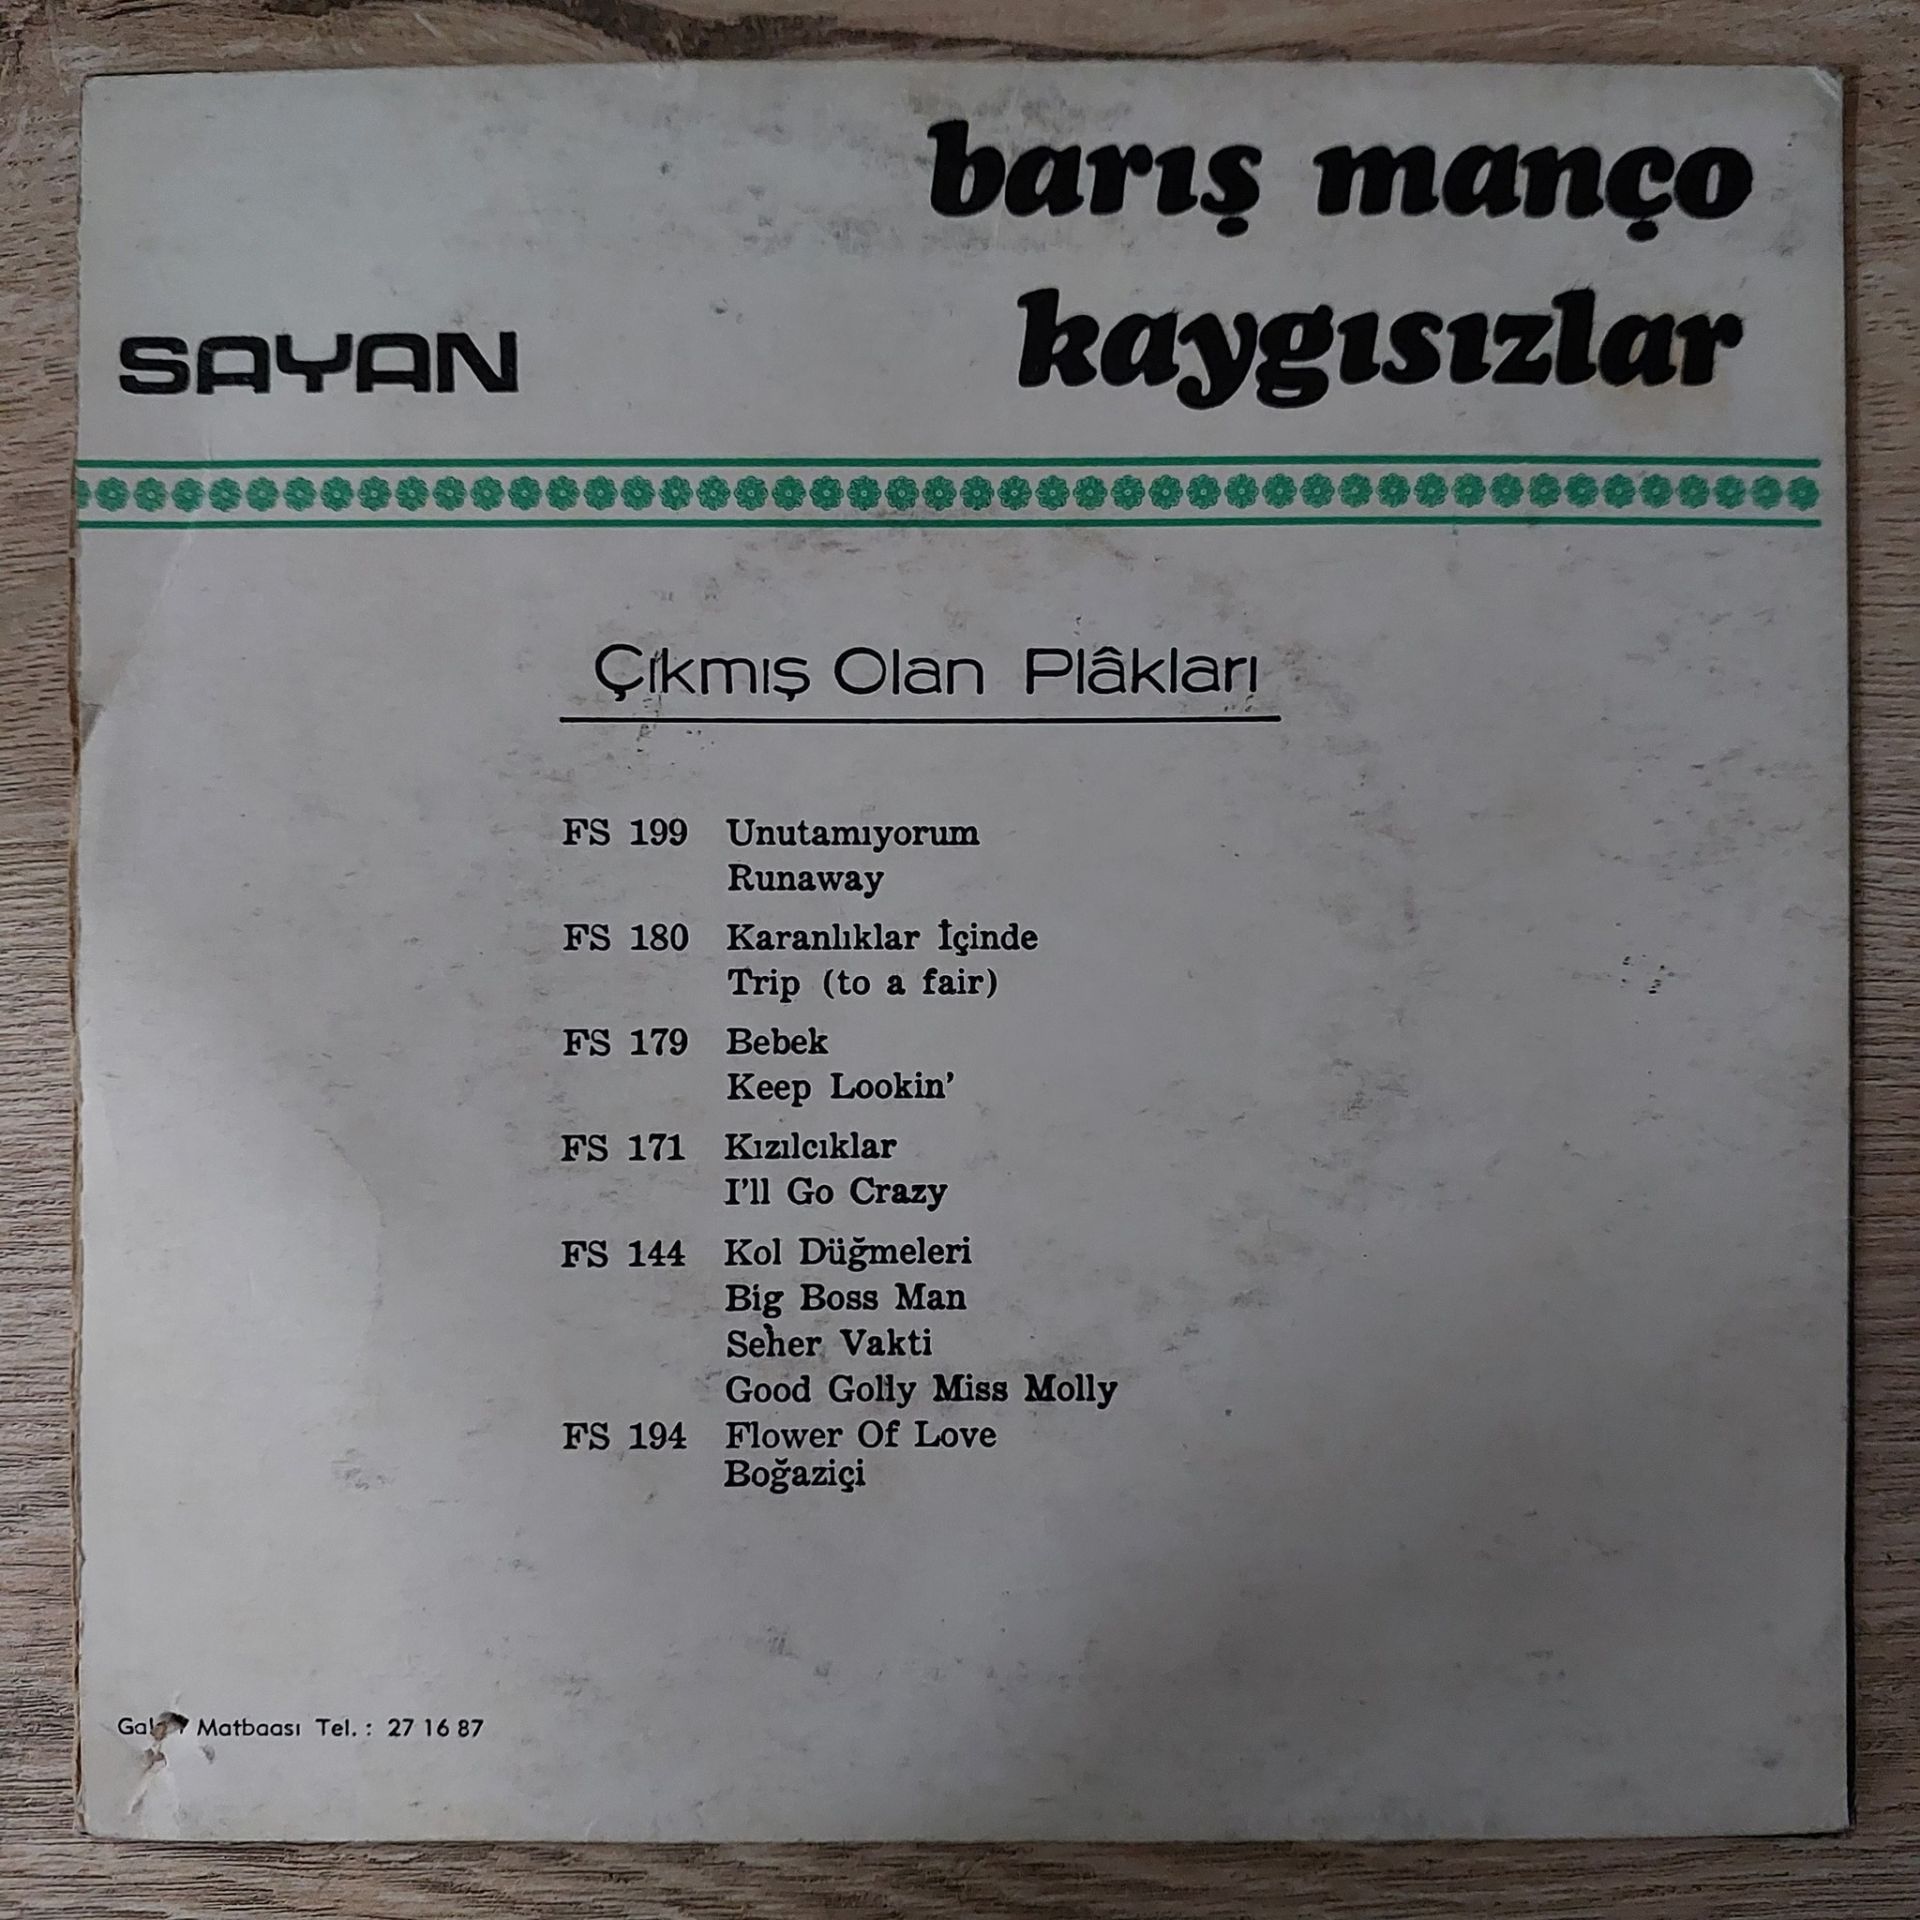 barış manço
kaygısızlar
SAYAN
Çıkmış Olan Plâkları
FS 199 Unutamıyorum
Runaway
FS 180 Karanlıklar İçinde
Trip (to a fair)
FS 179 Bebek
Keep Lookin'
FS 171 Kızılcıklar
I'll Go Crazy
FS 144 Kol Düğmeleri
Big Boss Man
Seher Vakti
Good Golly Miss Molly
FS 194 Flower Of Love
Boğaziçi
Matbaası Tel. : 27 16 87